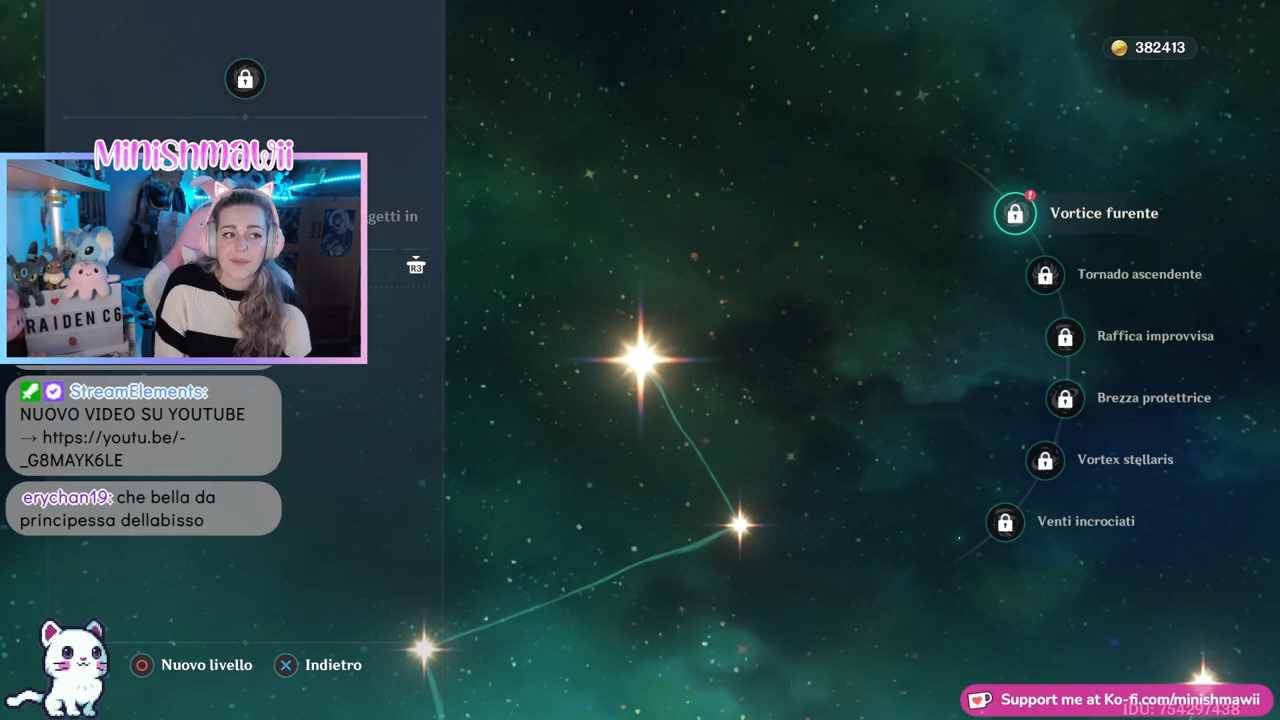 382413
Minishmawii
getti in
R3
RAIDEN C6
StreamElements:
NUOVO VIDEO SU YOUTUBE
→ https://youtu.be/-
_G8MAYK6LE
erychan19: che bella da
principessa dellabisso
Vortice furente
Tornado ascendente
Raffica improvvisa
Brezza protettrice
Vortex stellaris
Venti incrociati
Nuovo livello
Indietro
Support me at Ko-fi.com/minishmawii
IDU: 754297438